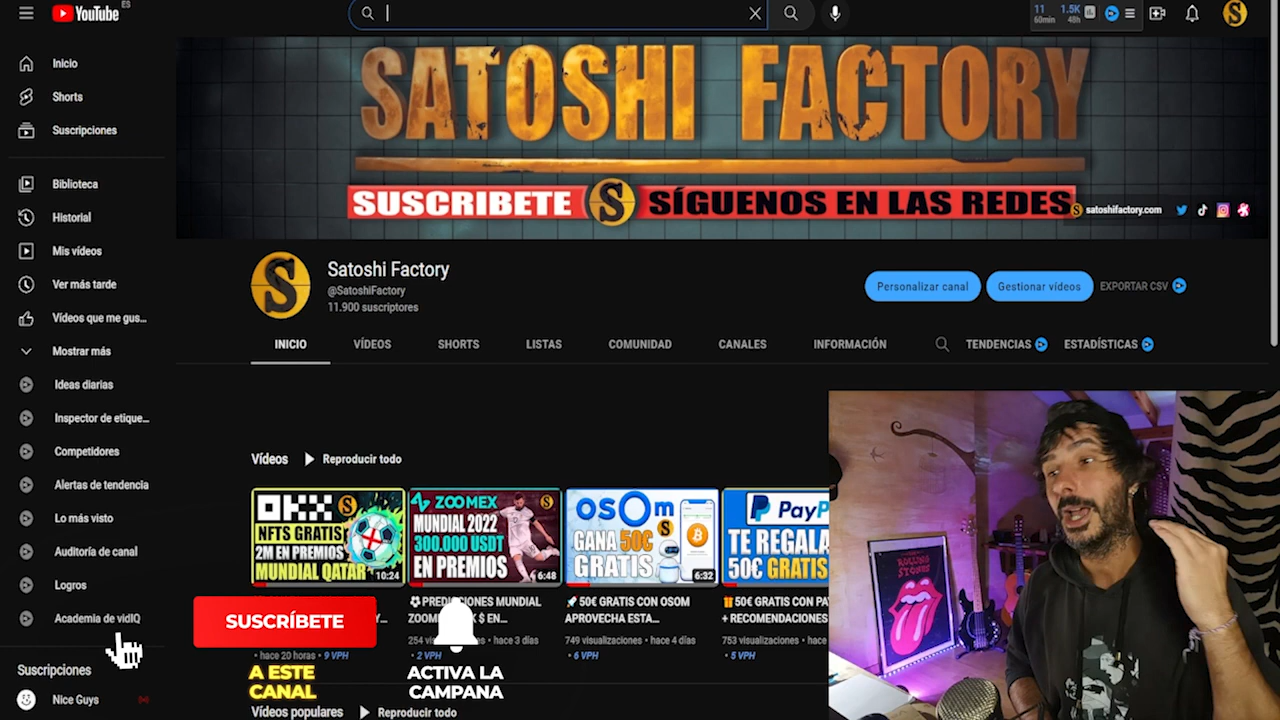 YouTube ES
11
60min
1.5K
48h
SATOSHI FACTORY
SUSCRIBETE S SÍGUENOS EN LAS REDES
satoshifactory.com
Inicio
Shorts
Suscripciones
Biblioteca
Historial
Mis vídeos
Ver más tarde
Vídeos que me gus...
Mostrar más
Ideas diarias
Inspector de etique...
Competidores
Alertas de tendencia
Lo más visto
Auditoría de canal
Logros
Academia de vidIQ
Suscripciones
Nice Guys
Satoshi Factory
@SatoshiFactory
11.900 suscriptores
Personalizar canal
Gestionar vídeos
EXPORTAR CSV
INICIO
VÍDEOS
SHORTS
LISTAS
COMUNIDAD
CANALES
INFORMACIÓN
TENDENCIAS
ESTADÍSTICAS
Vídeos
Reproducir todo
OKX
NFTS GRATIS
2M EN PREMIOS
MUNDIAL QATAR
10:24
ZOOMEX
MUNDIAL 2022
300.000 USDT
EN PREMIOS
6:48
OSOm
GANA 50€
GRATIS
6:32
PayP
TE REGALA
50€ GRATIS
hace 20 horas • 9 VPH
PREDICCIONES MUNDIAL
ZOOM $ EN...
254 vis hace 3 días
• 2 VPH
50€ GRATIS CON OSOM
APROVECHA ESTA...
749 visualizaciones • hace 4 días
• 6 VPH
50€ GRATIS CON PA
+ RECOMENDACIONES
753 visualizaciones • hace
• 5 VPH
SUSCRÍBETE
A ESTE
CANAL
ACTIVA LA
CAMPANA
Vídeos populares
Reproducir todo
ROLLING
STONES